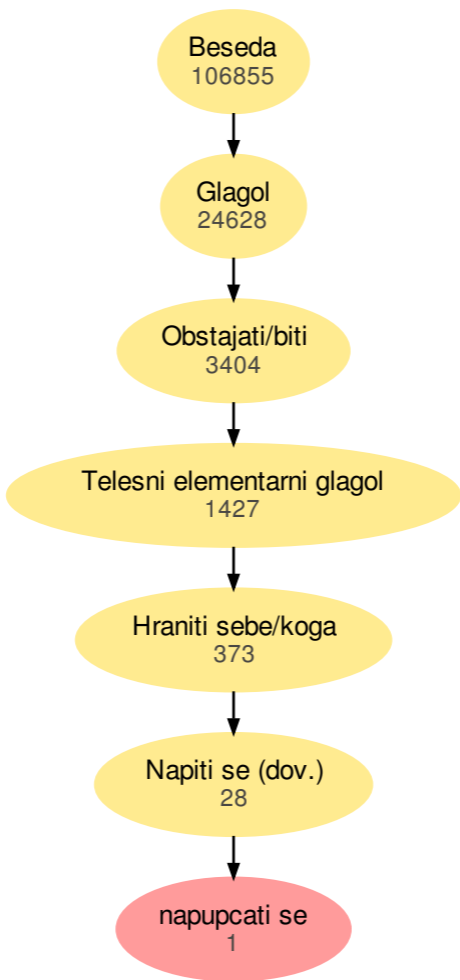 Beseda
106855
Glagol
24628
Obstajati/biti
3404
Telesni elementarni glagol
1427
Hraniti sebe/koga
373
Napiti se (dov.)
28
napupcati se
1